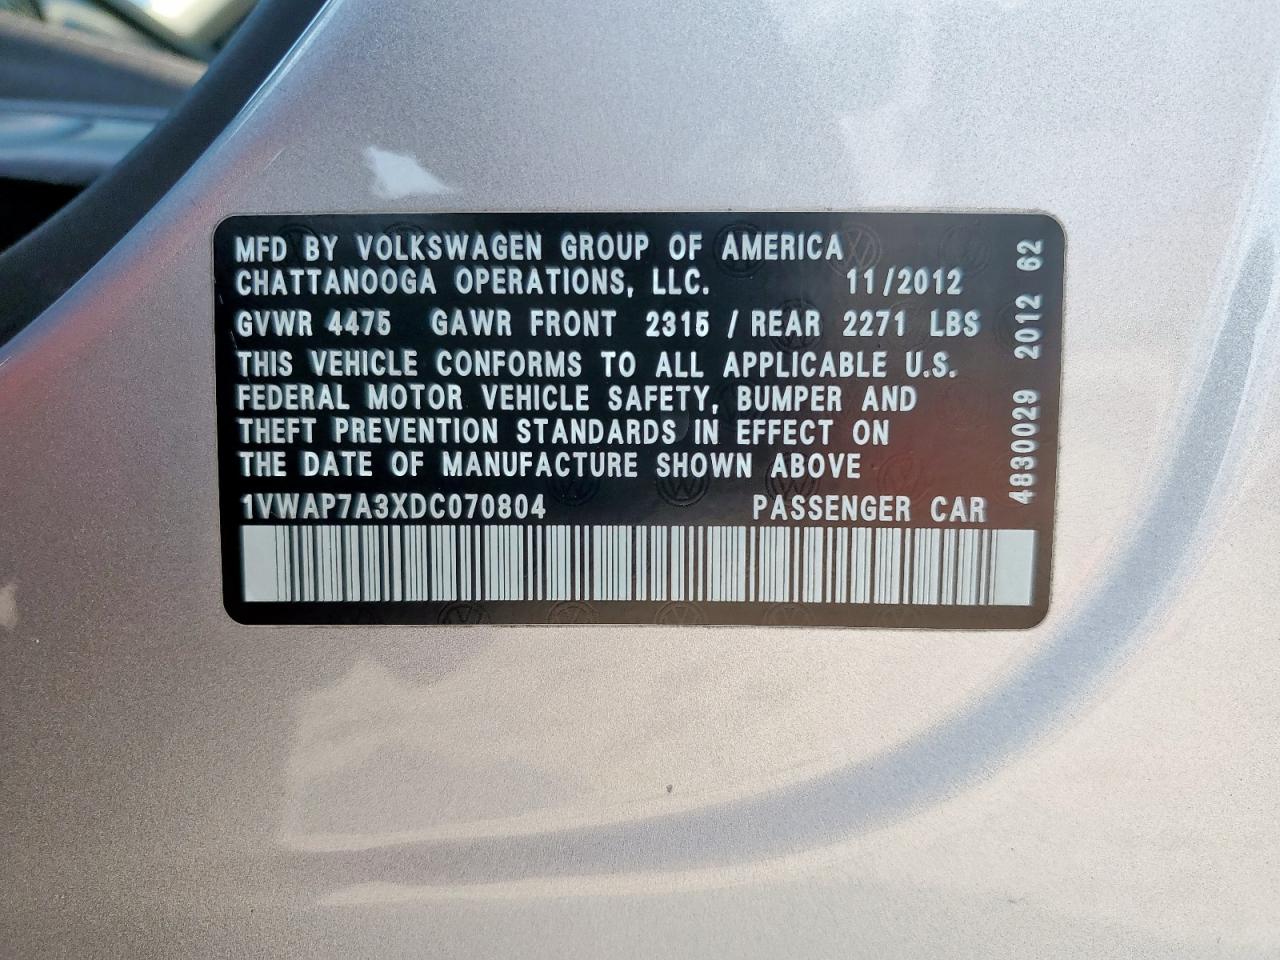 MFD BY VOLKSWAGEN GROUP OF AMERICA
CHATTANOOGA OPERATIONS, LLC. 11/2012
GVWR 4475 GAWR FRONT 2315 / REAR 2271 LBS
THIS VEHICLE CONFORMS TO ALL APPLICABLE U.S.
FEDERAL MOTOR VEHICLE SAFETY, BUMPER AND
THEFT PREVENTION STANDARDS IN EFFECT ON
THE DATE OF MANUFACTURE SHOWN ABOVE
1VWAP7A3XDC070804 PASSENGER CAR
4830029 2012 62